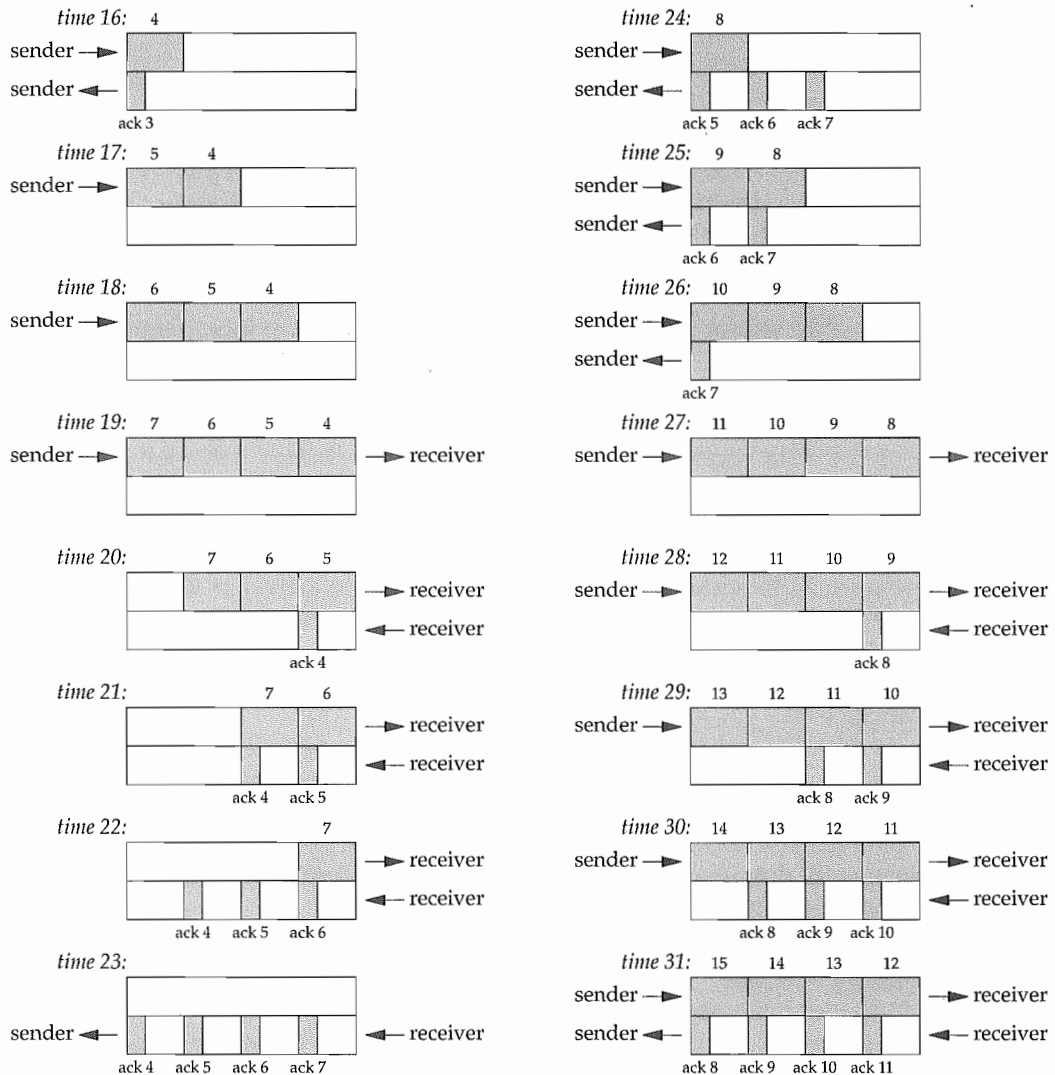 time 16: 4
sender
sender
ack 3
time 17: 5 4
sender
time 18: 6 5 4
sender
time 19: 7 6 5 4
sender receiver
time 20: 7 6 5
receiver
receiver
ack 4
time 21: 7 6
receiver
receiver
ack 4 ack 5
time 22: 7
receiver
receiver
ack 4 ack 5 ack 6
time 23:
sender receiver
ack 4 ack 5 ack 6 ack 7
time 24: 8
sender
sender
ack 5 ack 6 ack 7
time 25: 9 8
sender
sender
ack 6 ack 7
time 26: 10 9 8
sender
sender
ack 7
time 27: 11 10 9 8
sender receiver
time 28: 12 11 10 9
sender receiver
receiver
ack 8
time 29: 13 12 11 10
sender receiver
receiver
ack 8 ack 9
time 30: 14 13 12 11
sender receiver
receiver
ack 8 ack 9 ack 10
time 31: 15 14 13 12
sender receiver
sender receiver
ack 8 ack 9 ack 10 ack 11